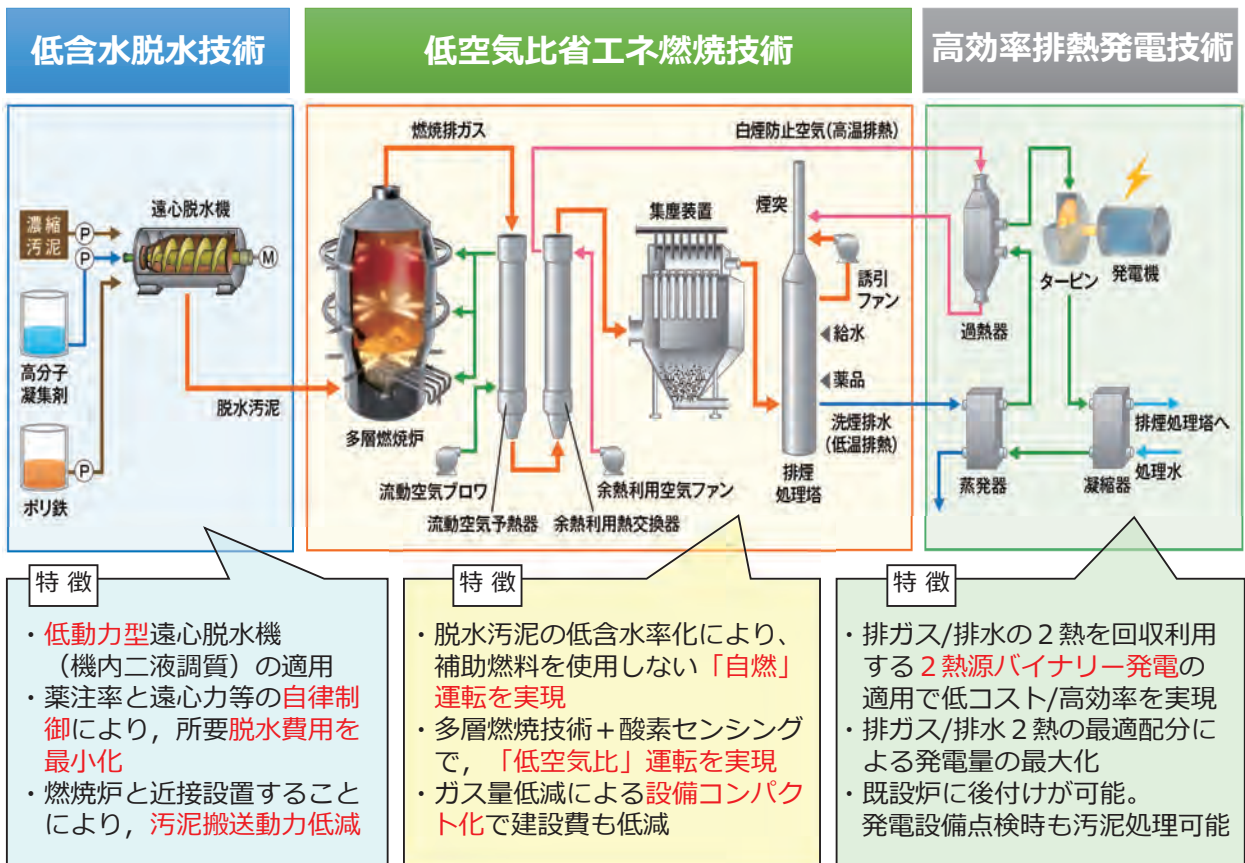 低含水脱水技術
低空気比省エネ燃焼技術
高効率排熱発電技術
濃縮
汚泥
P
P
遠心脱水機
M
高分子
凝集剤
脱水汚泥
P
ポリ鉄
燃焼排ガス
多層燃焼炉
流動空気ブロワ
流動空気予熱器
余熱利用熱交換器
余熱利用空気ファン
集塵装置
白煙防止空気(高温排熱)
煙突
誘引
ファン
給水
薬品
洗煙排水
(低温排熱)
排煙
処理塔
過熱器
タービン
発電機
蒸発器
凝縮器
排煙処理塔へ
処理水
特 徴
・低動力型遠心脱水機
（機内二液調質）の適用
・薬注率と遠心力等の自律制
御により，所要脱水費用を
最小化
・燃焼炉と近接設置すること
により，汚泥搬送動力低減
特 徴
・脱水汚泥の低含水率化により、
補助燃料を使用しない「自燃」
運転を実現
・多層燃焼技術＋酸素センシング
で，「低空気比」運転を実現
・ガス量低減による設備コンパク
ト化で建設費も低減
特 徴
・排ガス/排水の２熱を回収利用
する２熱源バイナリー発電の
適用で低コスト/高効率を実現
・排ガス/排水２熱の最適配分に
よる発電量の最大化
・既設炉に後付けが可能。
発電設備点検時も汚泥処理可能